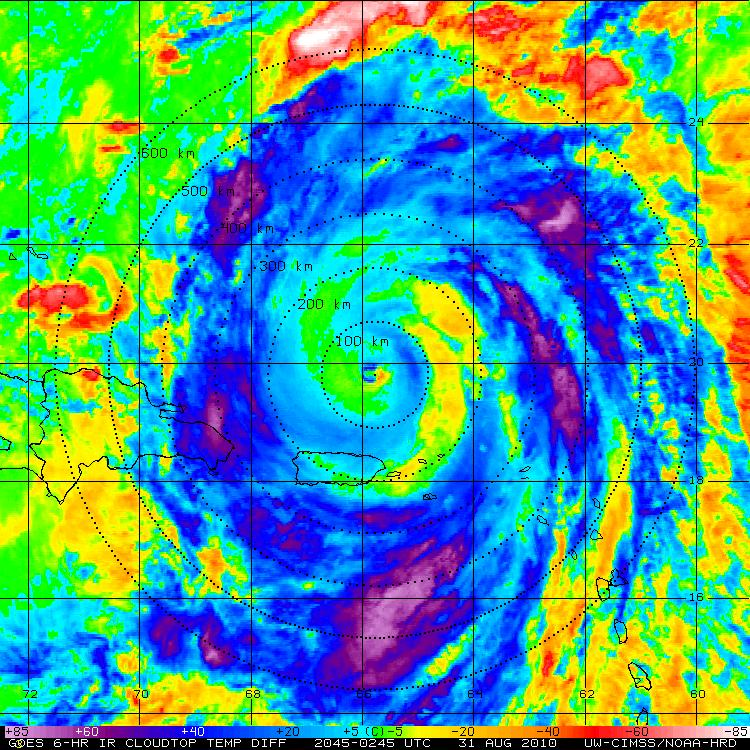 24
600 km
500 km
400 km
22
300 km
200 km
100 km
20
18
16
72 70 68 66 64 62 60
+85 +60 +40 +20 +5 (C)-5 -20 -40 -60 -85
GOES 6-HR IR CLOUDTOP TEMP DIFF 2045-0245 UTC 31 AUG 2010 UW-CIMSS/NOAA-HRD